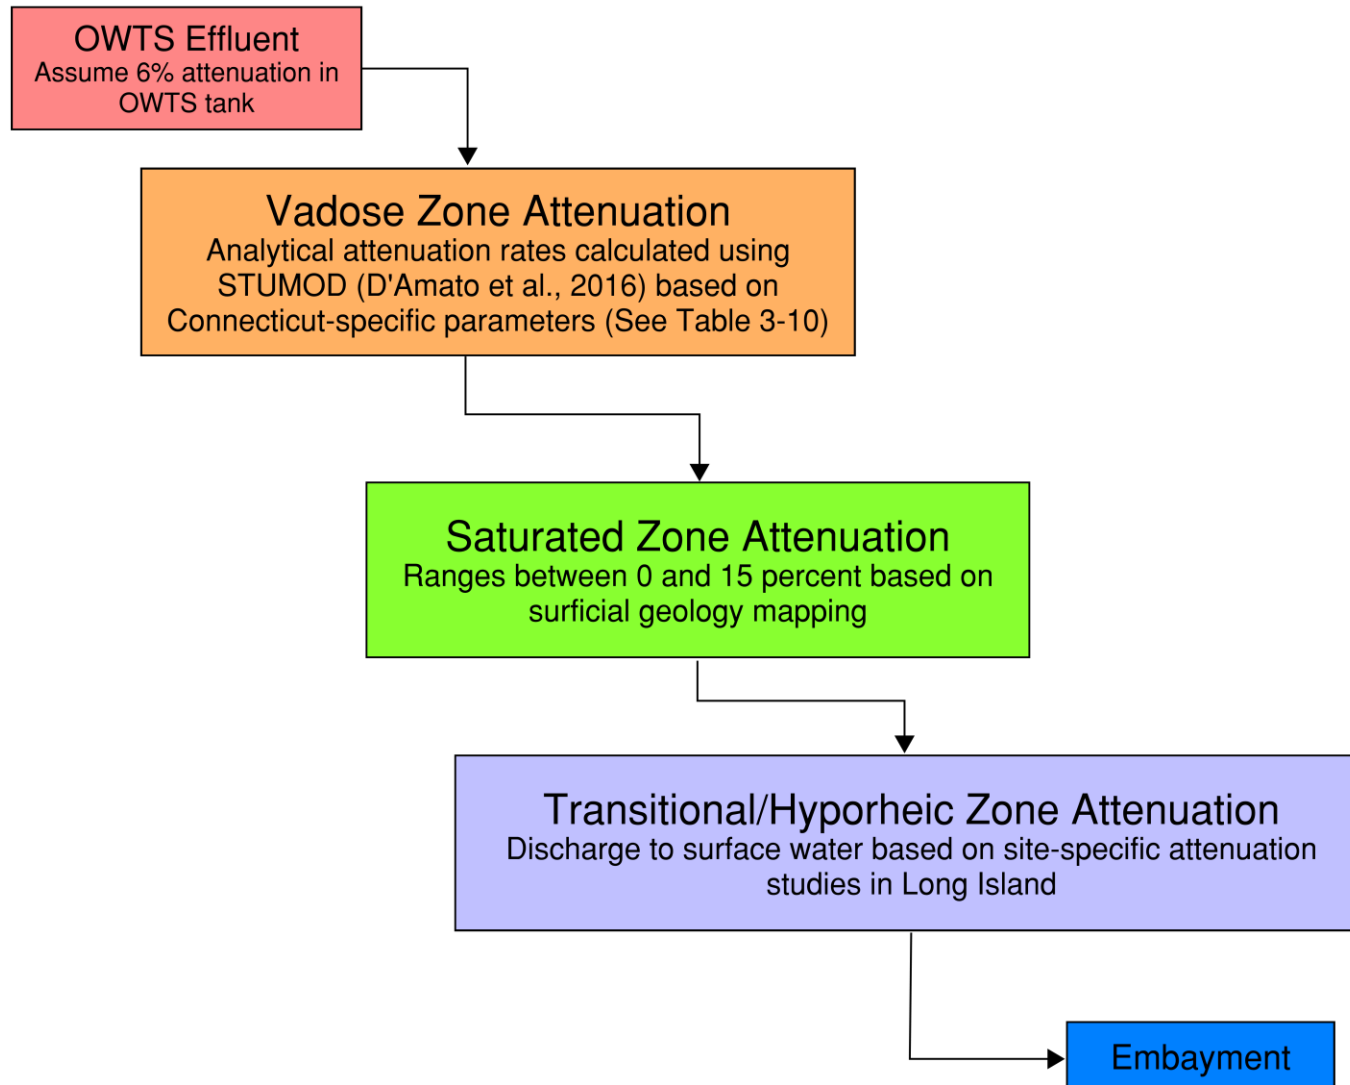 OWTS Effluent
Assume 6% attenuation in
OWTS tank
Vadose Zone Attenuation
Analytical attenuation rates calculated using
STUMOD (D'Amato et al., 2016) based on
Connecticut-specific parameters (See Table 3-10)
Saturated Zone Attenuation
Ranges between 0 and 15 percent based on
surficial geology mapping
Transitional/Hyporheic Zone Attenuation
Discharge to surface water based on site-specific attenuation
studies in Long Island
Embayment